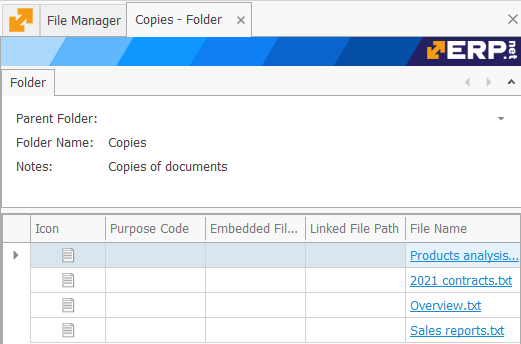 File Manager Copies - Folder
ERP.net
Folder
Parent Folder:
Folder Name: Copies
Notes: Copies of documents
Icon Purpose Code Embedded Fil... Linked File Path File Name
Products analysis...
2021 contracts.txt
Overview.txt
Sales reports.txt